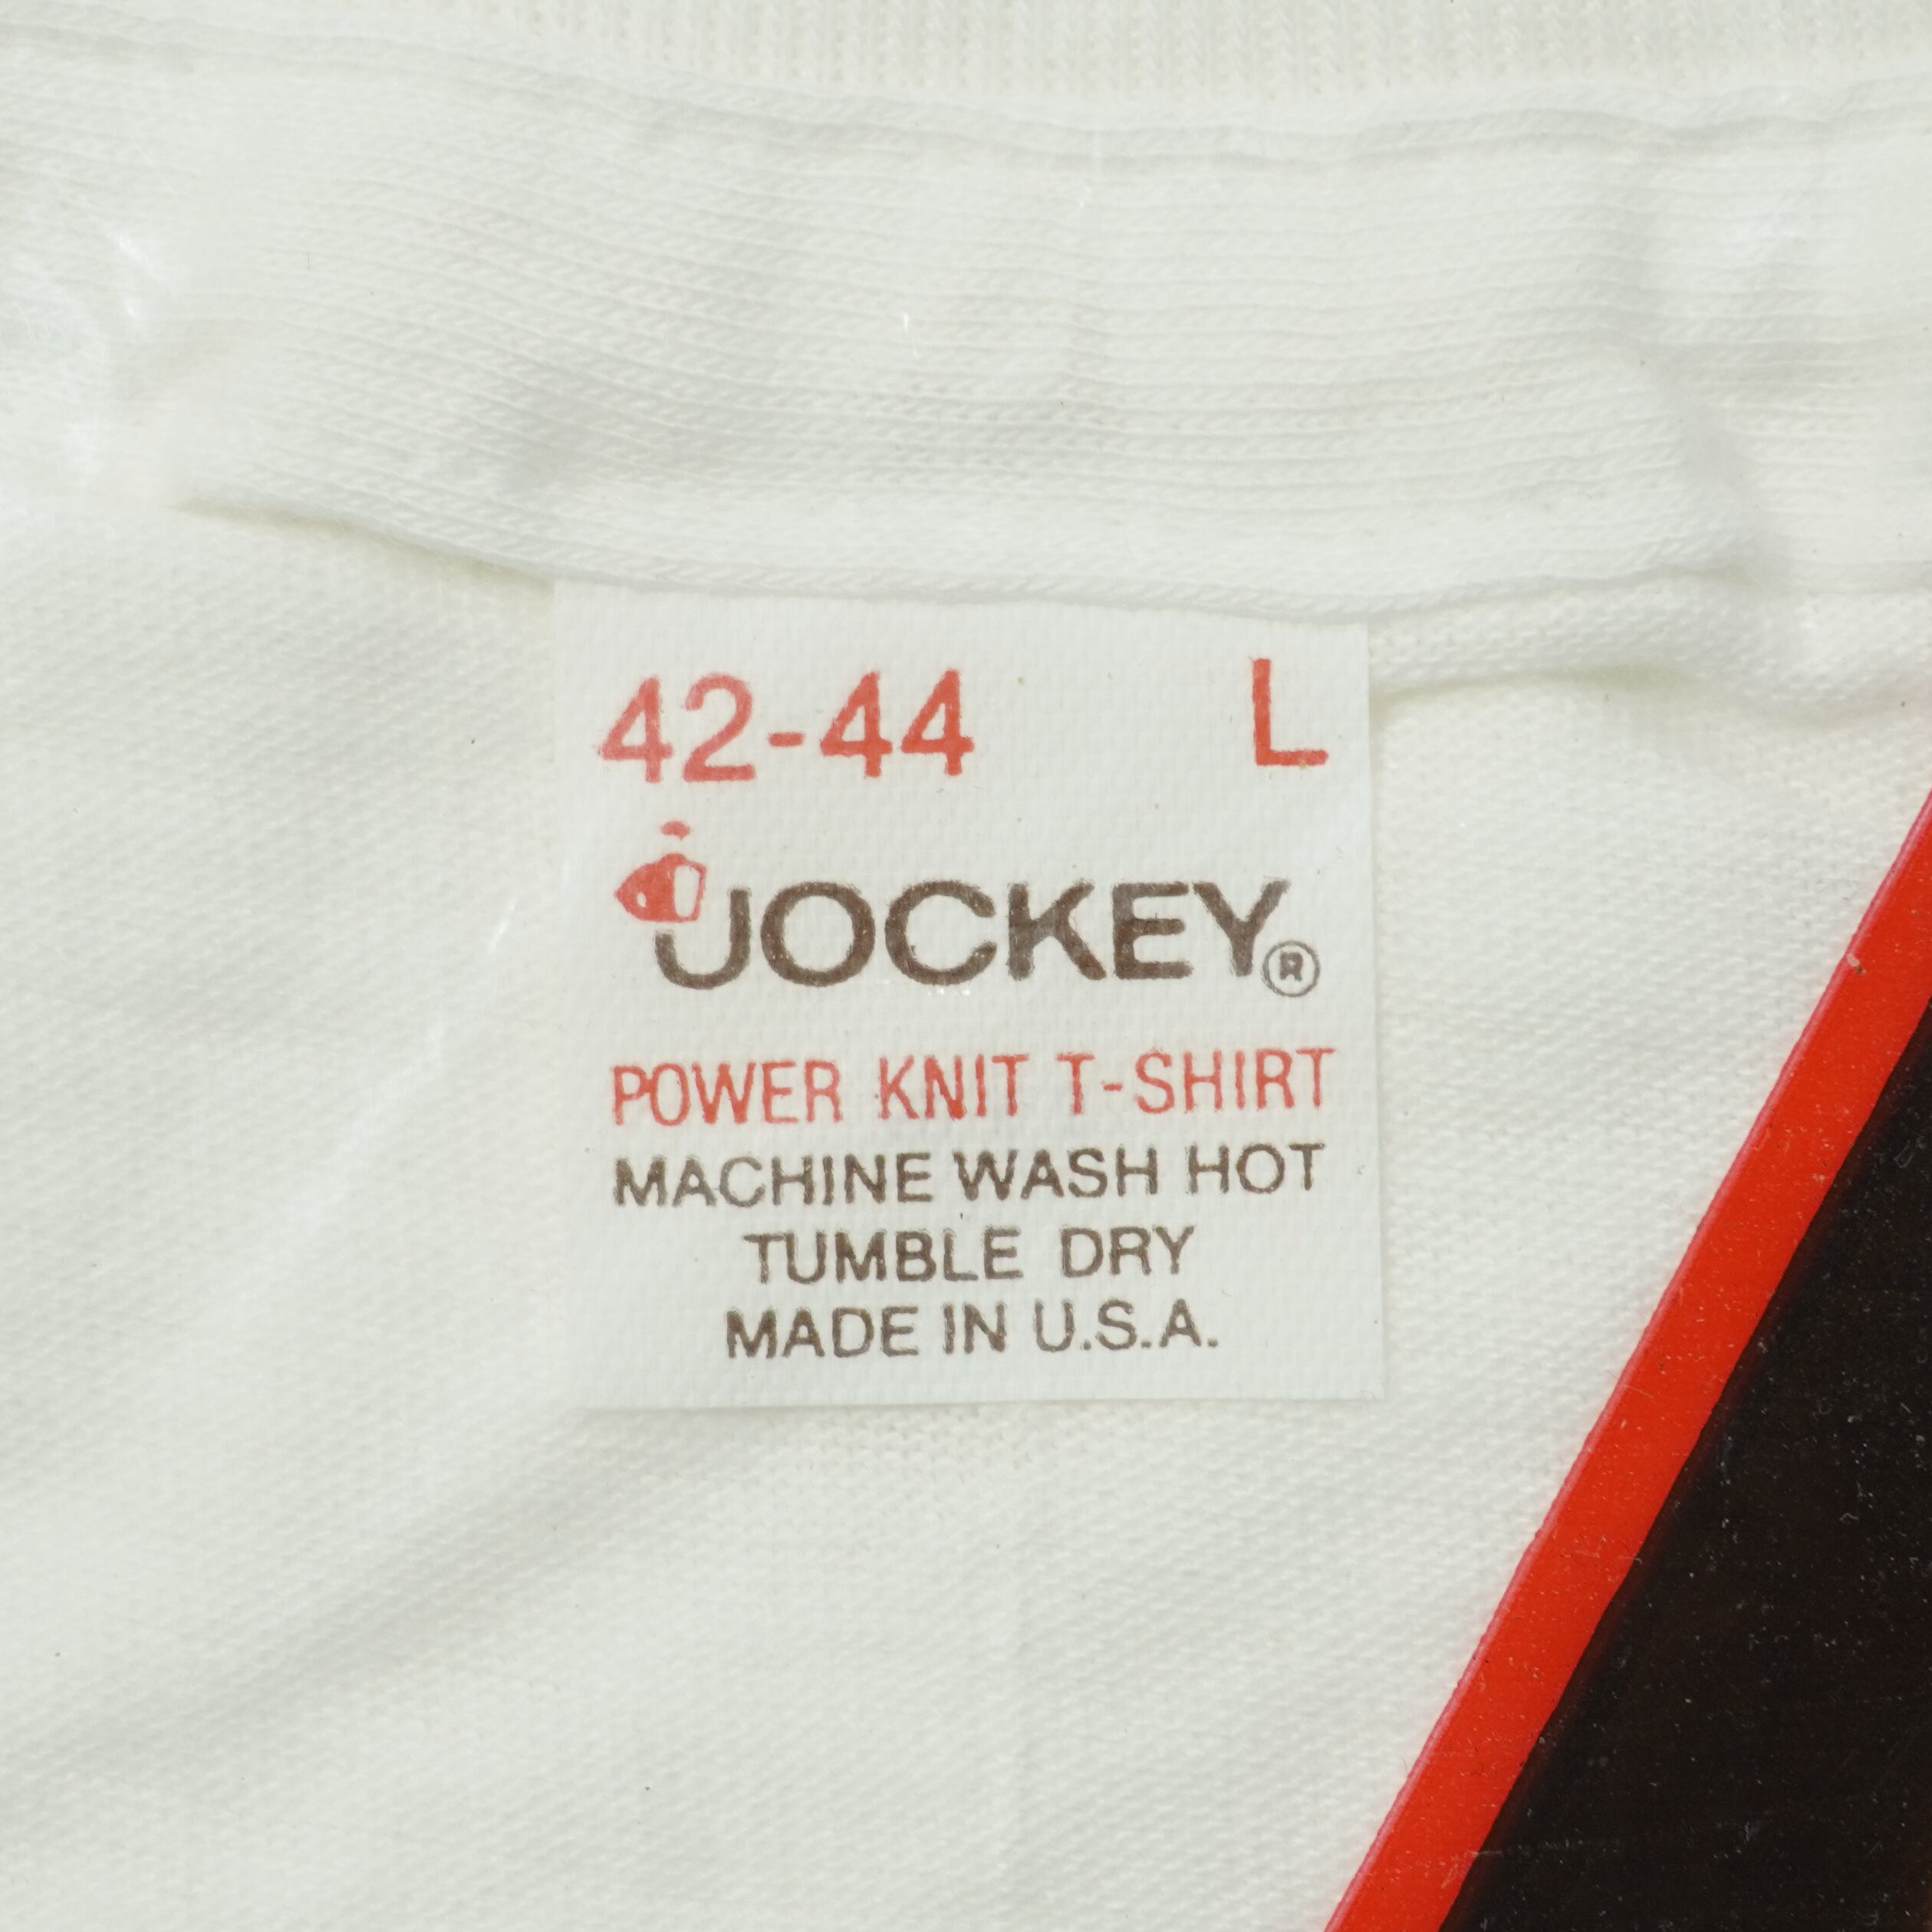 42-44 L
JOCKEY®
POWER KNIT T-SHIRT
MACHINE WASH HOT
TUMBLE DRY
MADE IN U.S.A.